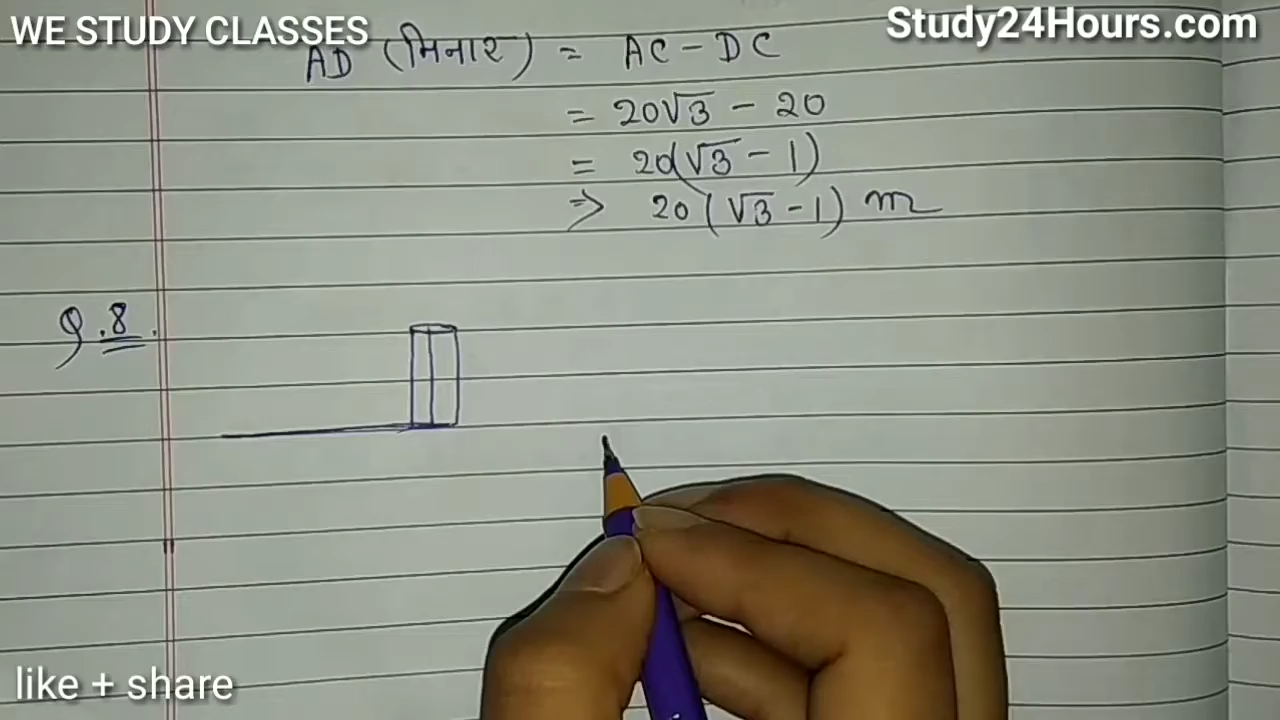 WE STUDY CLASSES
Study24Hours.com
AD (मिनार) = AC - DC
= 20√3 - 20
= 20(√3 - 1)
⇒ 20(√3 - 1) m
Q.8.
like + share